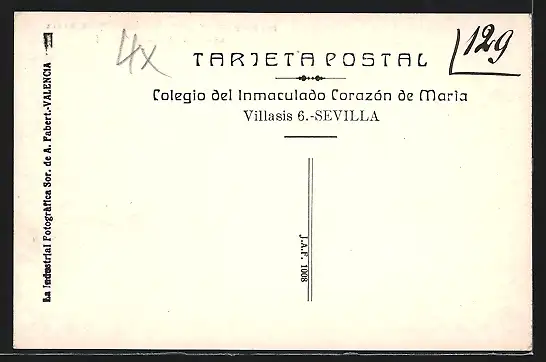 4x
129
TARJETA POSTAL
Colegio del Inmaculado Corazón de María
Villasis 6.-SEVILLA
La Industrial Fotográfica Sor. de A. Fabert.-VALENCIA
J.A.F. 1008